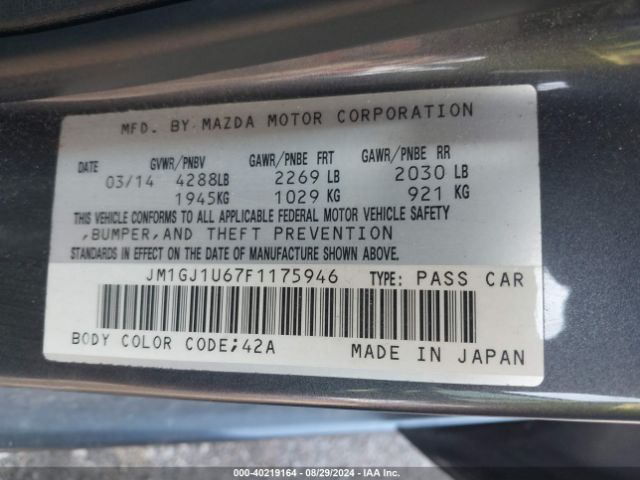 MFD. BY MAZDA MOTOR CORPORATION
DATE GVWR/PNBV GAWR/PNBE FRT GAWR/PNBE RR
03/14 4288LB 2269 LB 2030 LB
1945KG 1029 KG 921 KG
THIS VEHICLE CONFORMS TO ALL APPLICABLE FEDERAL MOTOR VEHICLE SAFETY
,BUMPER,AND THEFT PREVENTION
STANDARDS IN EFFECT ON THE DATE OF MANUFACTURE SHOWN ABOVE.
JM1GJ1U67F1175946 TYPE: PASS CAR
BODY COLOR CODE;42A MADE IN JAPAN
000-40219164 - 08/29/2024 - IAA Inc.